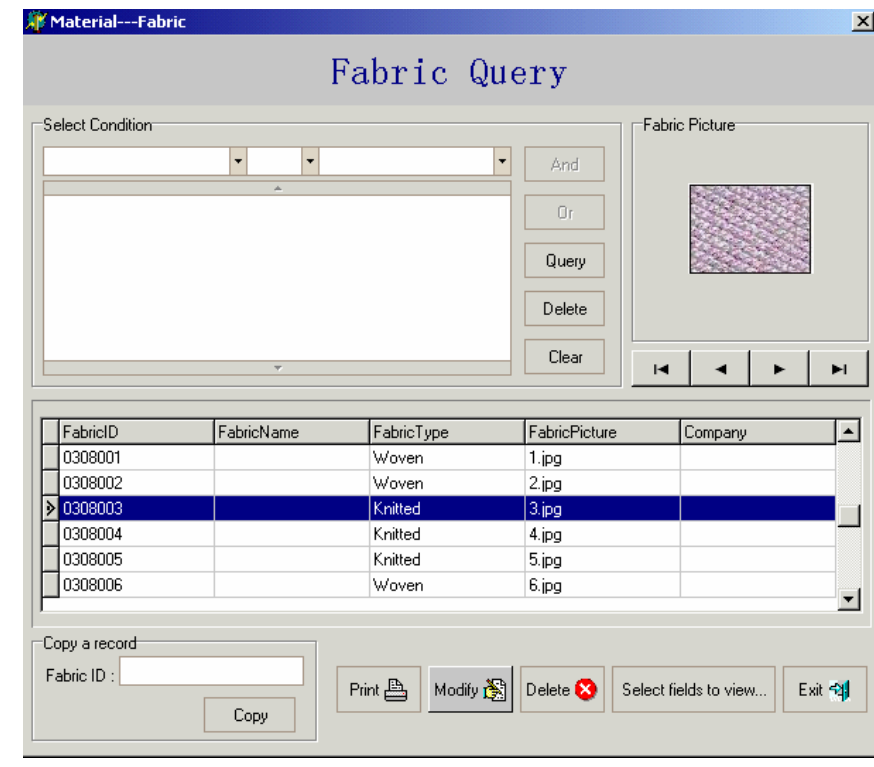 Material---Fabric
Fabric Query
Select Condition
And
Or
Query
Delete
Clear
Fabric Picture
FabricID FabricName FabricType FabricPicture Company
0308001 Woven 1.jpg
0308002 Woven 2.jpg
0308003 Knitted 3.jpg
0308004 Knitted 4.jpg
0308005 Knitted 5.jpg
0308006 Woven 6.jpg
Copy a record
Fabric ID :
Copy
Print Modify Delete Select fields to view... Exit